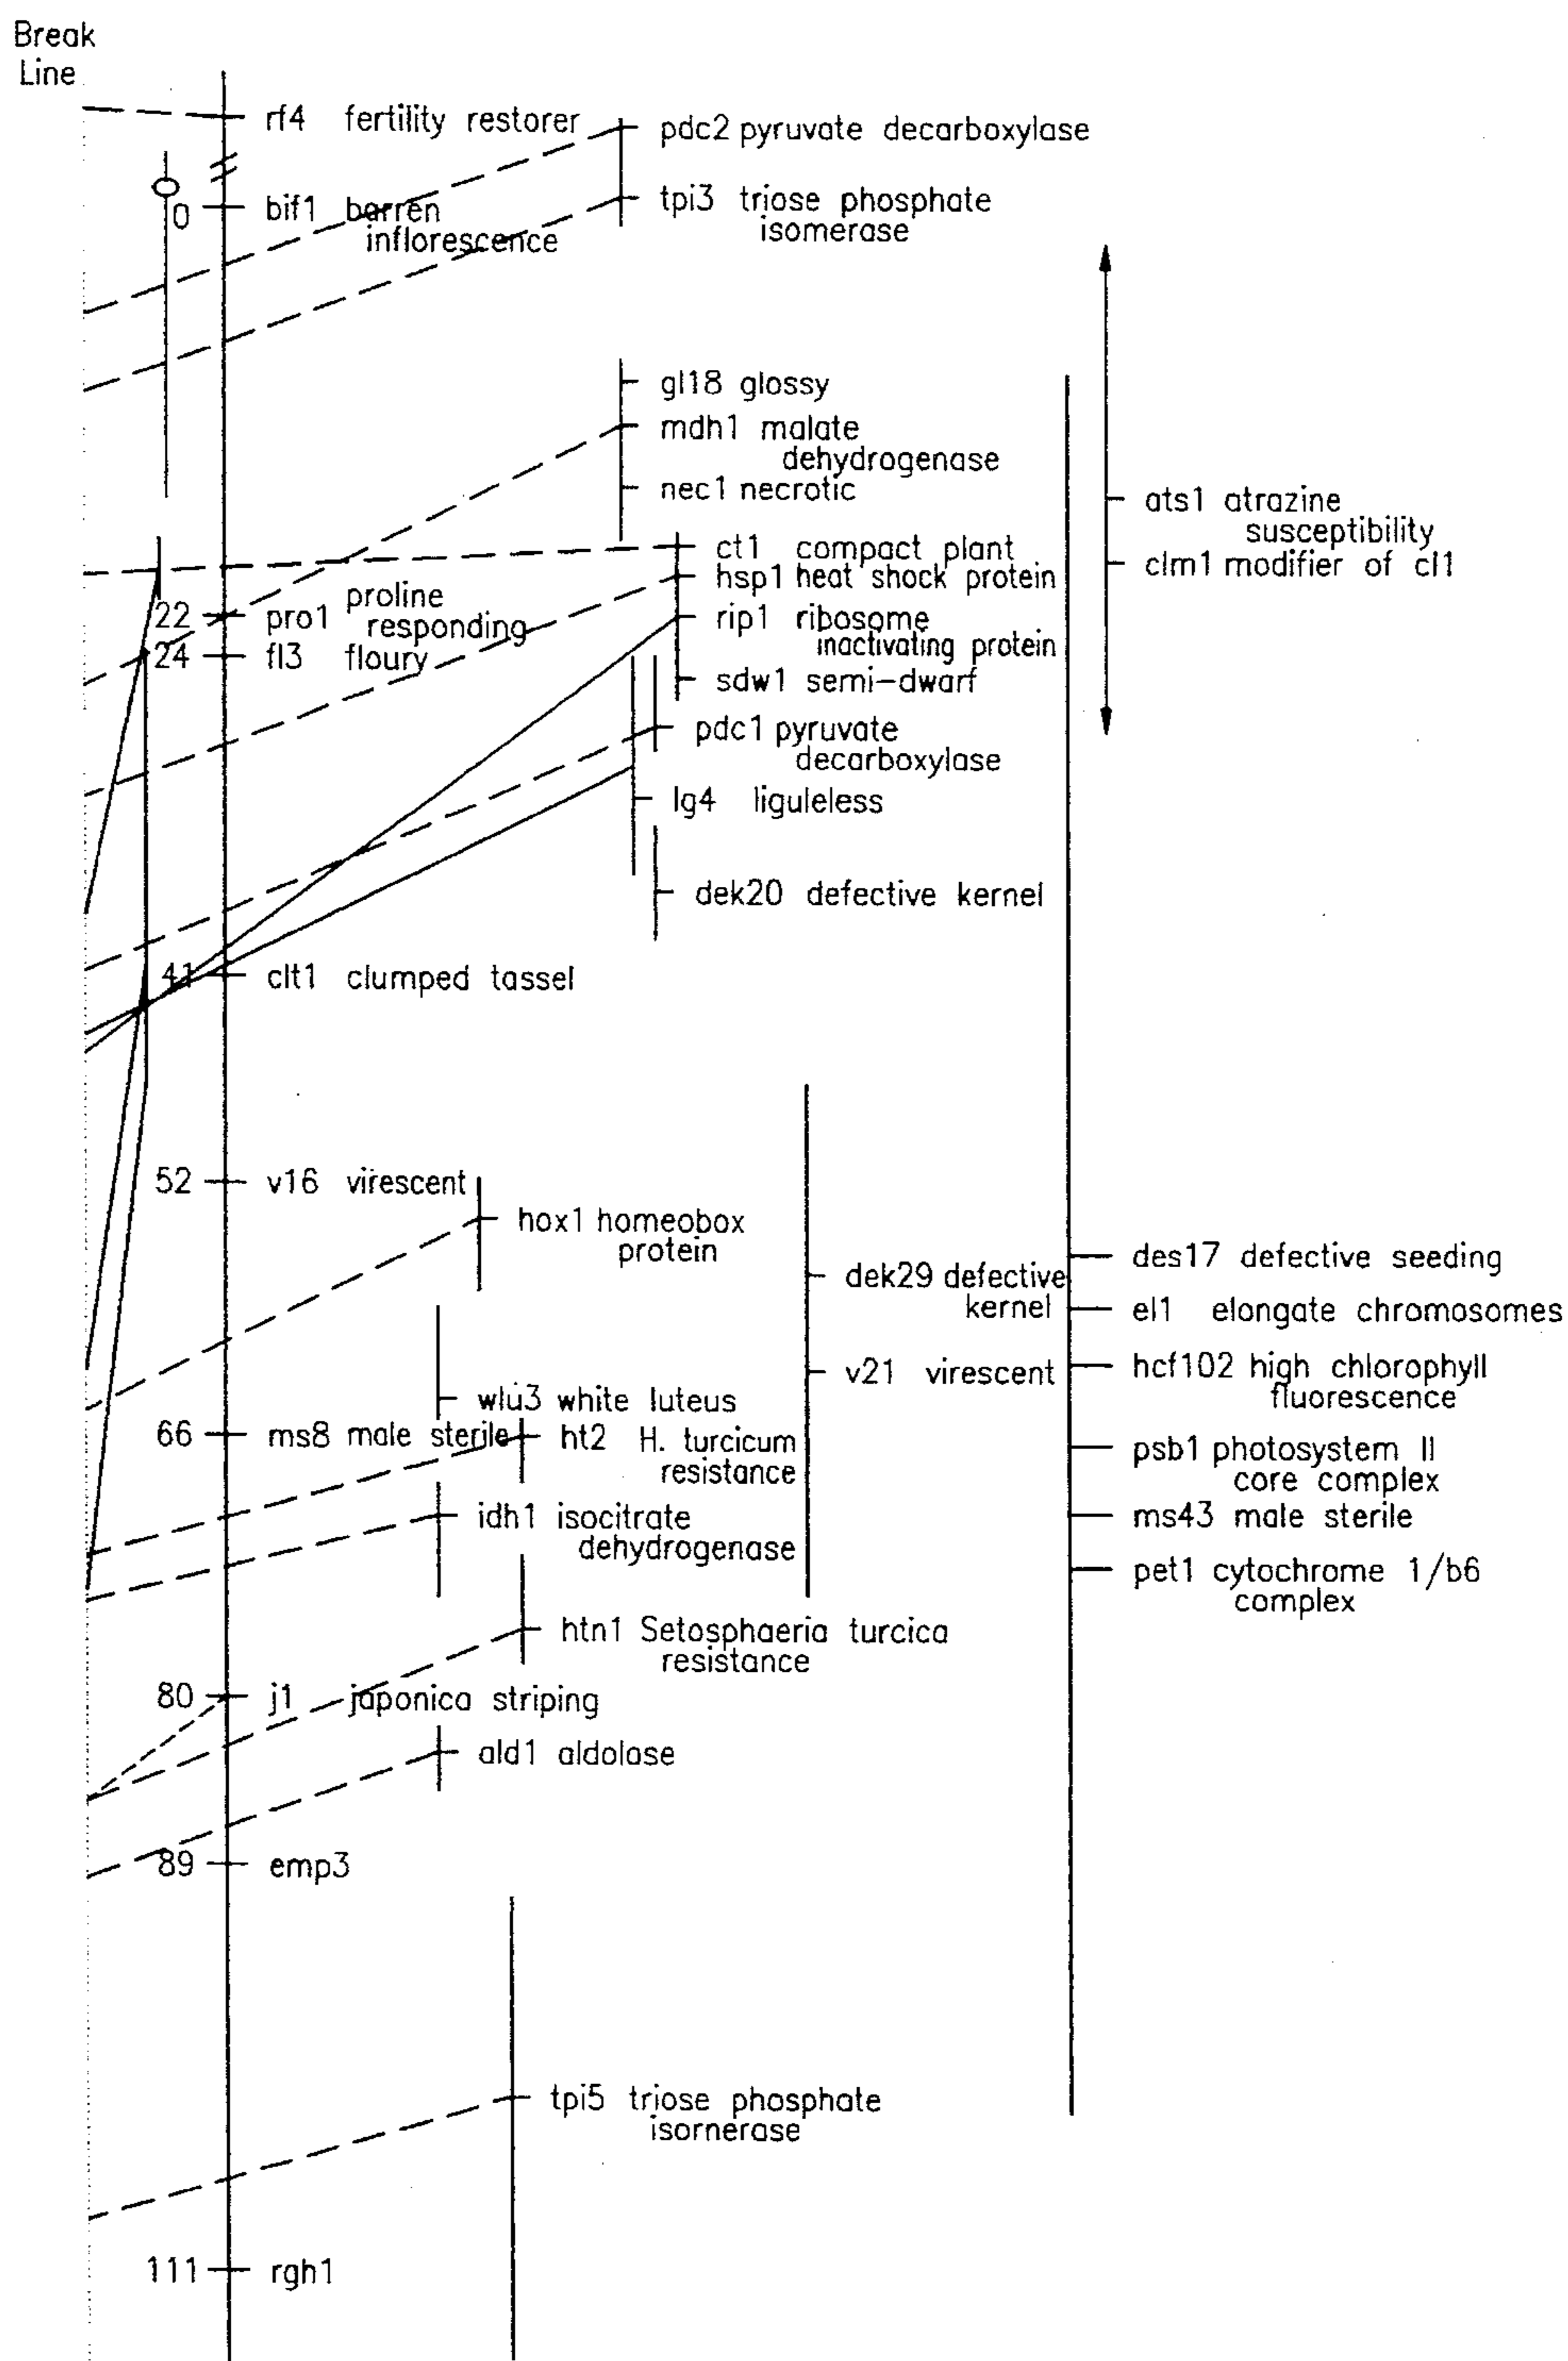 Break
Line
rf4 fertility restorer
pdc2 pyruvate decarboxylase
tpi3 triose phosphate
isomerase
0 bif1 barren
inflorescence
gl18 glossy
mdh1 malate
dehydrogenase
nec1 necrotic
ats1 atrazine
susceptibility
clm1 modifier of cl1
ct1 compact plant
hsp1 heat shock protein
22 pro1 proline
responding
rip1 ribosome
inactivating protein
24 fl3 floury
sdw1 semi-dwarf
pdc1 pyruvate
decarboxylase
lg4 liguleless
dek20 defective kernel
41 clt1 clumped tassel
52 v16 virescent
hox1 homeobox
protein
dek29 defective
kernel
des17 defective seeding
el1 elongate chromosomes
v21 virescent
hcf102 high chlorophyll
fluorescence
wlu3 white luteus
66 ms8 male sterile
ht2 H. turcicum
resistance
psb1 photosystem II
core complex
idh1 isocitrate
dehydrogenase
ms43 male sterile
pet1 cytochrome 1/b6
complex
htn1 Setosphaeria turcica
resistance
80 j1 japonica striping
ald1 aldolase
89 emp3
tpi5 triose phosphate
isornerase
111 rgh1